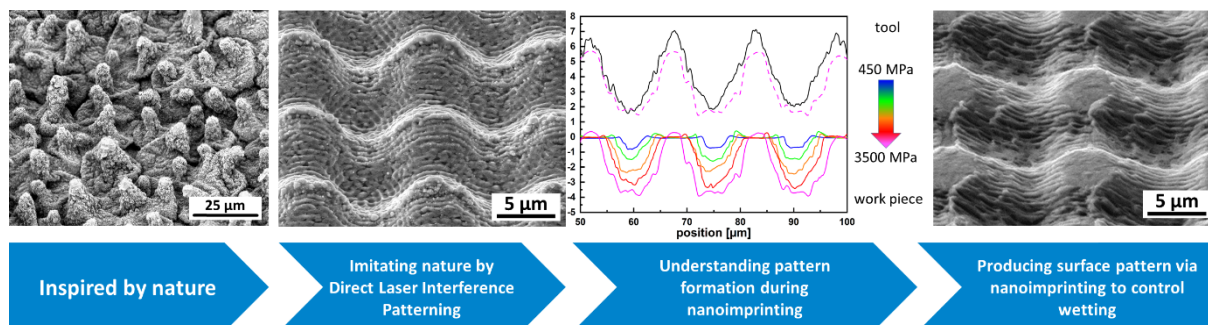 25 µm
5 µm
8
7
6
5
4
3
2
1
0
-1
-2
-3
-4
5
50 60 70 80 90 100
position [µm]
tool
450 MPa
3500 MPa
work piece
5 µm
Inspired by nature
Imitating nature by
Direct Laser Interference
Patterning
Understanding pattern
formation during
nanoimprinting
Producing surface pattern via
nanoimprinting to control
wetting